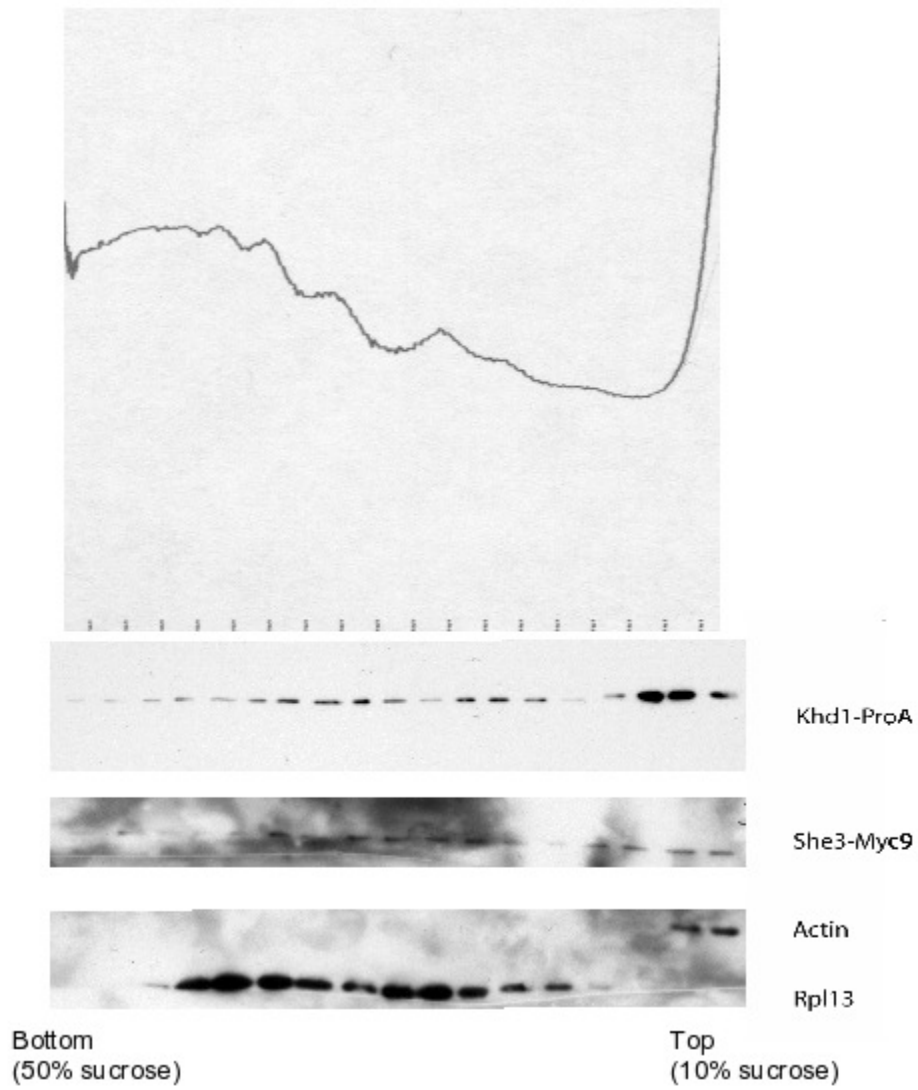 Khd1-ProA
She3-Myc9
Actin
Rpl13
Bottom
(50% sucrose)
Top
(10% sucrose)